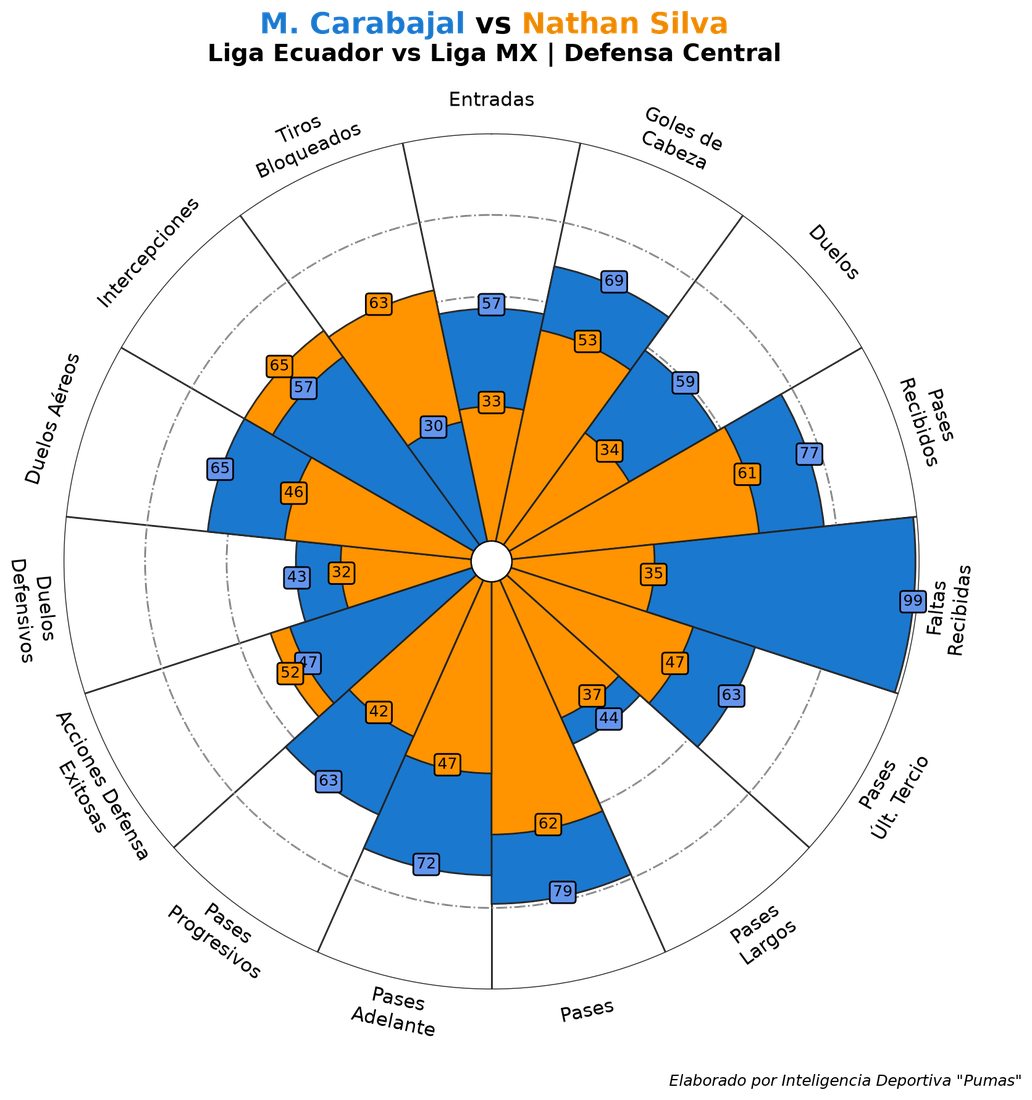 M. Carabajal vs Nathan Silva
Liga Ecuador vs Liga MX | Defensa Central
Entradas
57
33
Goles de
Cabeza
69
53
Duelos
59
34
Pases
Recibidos
77
61
Faltas
Recibidas
99
35
Pases
Últ. Tercio
63
47
Pases
Largos
37
44
Pases
62
79
Pases
Adelante
47
72
Pases
Progresivos
42
63
Acciones Defensa
Exitosas
47
52
Duelos
Defensivos
43
32
Duelos Aéreos
65
46
Intercepciones
65
57
Tiros
Bloqueados
63
30
Elaborado por Inteligencia Deportiva "Pumas"